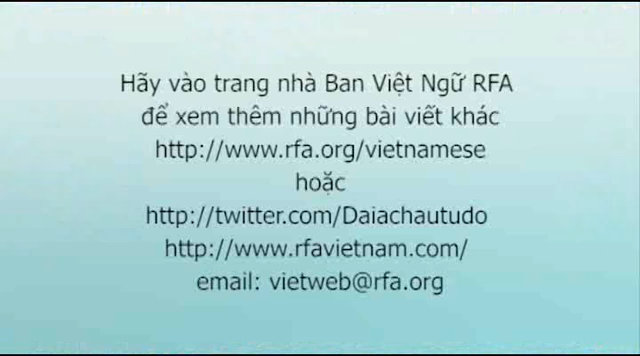 Hãy vào trang nhà Ban Việt Ngữ RFA
để xem thêm những bài viết khác
http://www.rfa.org/vietnamese
hoặc
http://twitter.com/Daiachautudo
http://www.rfavietnam.com/
email: vietweb@rfa.org